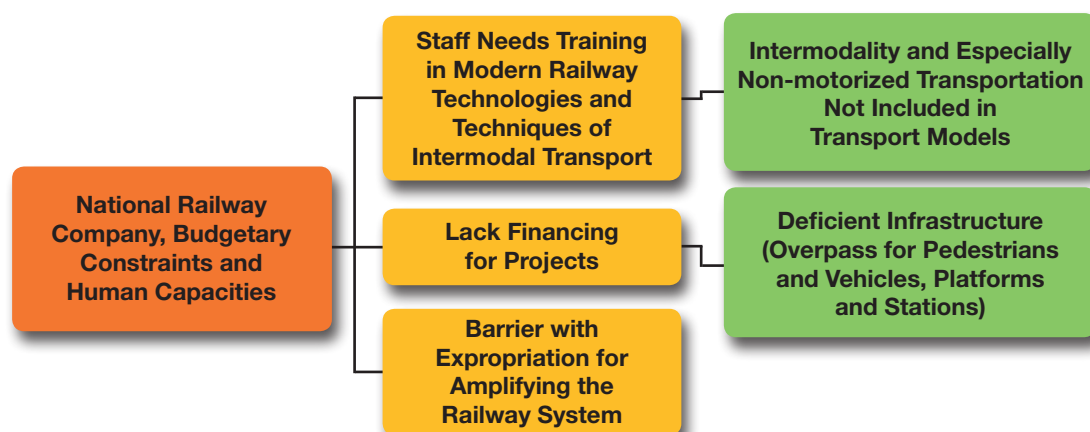 National Railway
Company, Budgetary
Constraints and
Human Capacities
Staff Needs Training
in Modern Railway
Technologies and
Techniques of
Intermodal Transport
Lack Financing
for Projects
Barrier with
Expropriation for
Amplifying the
Railway System
Intermodality and Especially
Non-motorized Transportation
Not Included in
Transport Models
Deficient Infrastructure
(Overpass for Pedestrians
and Vehicles, Platforms
and Stations)